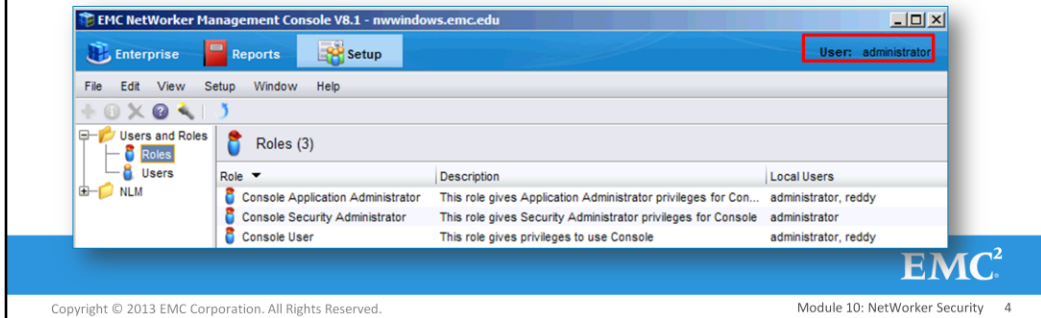 EMC NetWorker Management Console V8.1 - nwwindows.emc.edu
Enterprise Reports Setup User: administrator
File Edit View Setup Window Help
Users and Roles
Roles
Users
NLM
Roles (3)
Role Description Local Users
Console Application Administrator This role gives Application Administrator privileges for Con... administrator, reddy
Console Security Administrator This role gives Security Administrator privileges for Console administrator
Console User This role gives privileges to use Console administrator, reddy
EMC²
Copyright © 2013 EMC Corporation. All Rights Reserved. Module 10: NetWorker Security 4